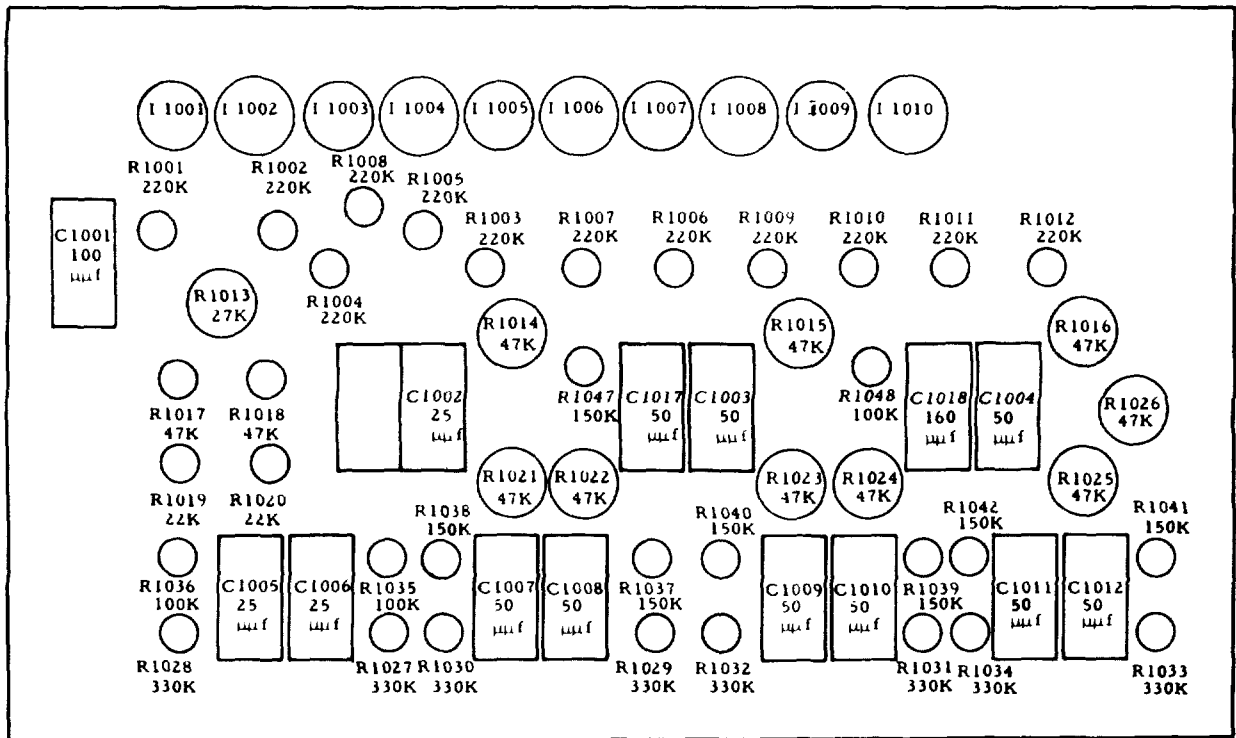 I 1001 I 1002 I 1003 I 1004 I 1005 I 1006 I 1007 I 1008 I 1009 I 1010
R1001 220K
R1002 220K
R1008 220K
R1005 220K
R1003 220K
R1007 220K
R1006 220K
R1009 220K
R1010 220K
R1011 220K
R1012 220K
C1001 100 μμf
R1013 27K
R1004 220K
R1014 47K
R1015 47K
R1016 47K
R1017 47K
R1018 47K
C1002 25 μμf
R1047 150K
C1017 50 μμf
C1003 50 μμf
R1048 100K
C1018 160 μμf
C1004 50 μμf
R1026 47K
R1019 22K
R1020 22K
R1021 47K
R1022 47K
R1023 47K
R1024 47K
R1025 47K
R1038 150K
R1040 150K
R1042 150K
R1041 150K
R1036 100K
C1005 25 μμf
C1006 25 μμf
R1035 100K
C1007 50 μμf
C1008 50 μμf
R1037 150K
C1009 50 μμf
C1010 50 μμf
R1039 150K
C1011 50 μμf
C1012 50 μμf
R1028 330K
R1027 330K
R1030 330K
R1029 330K
R1032 330K
R1031 330K
R1034 330K
R1033 330K